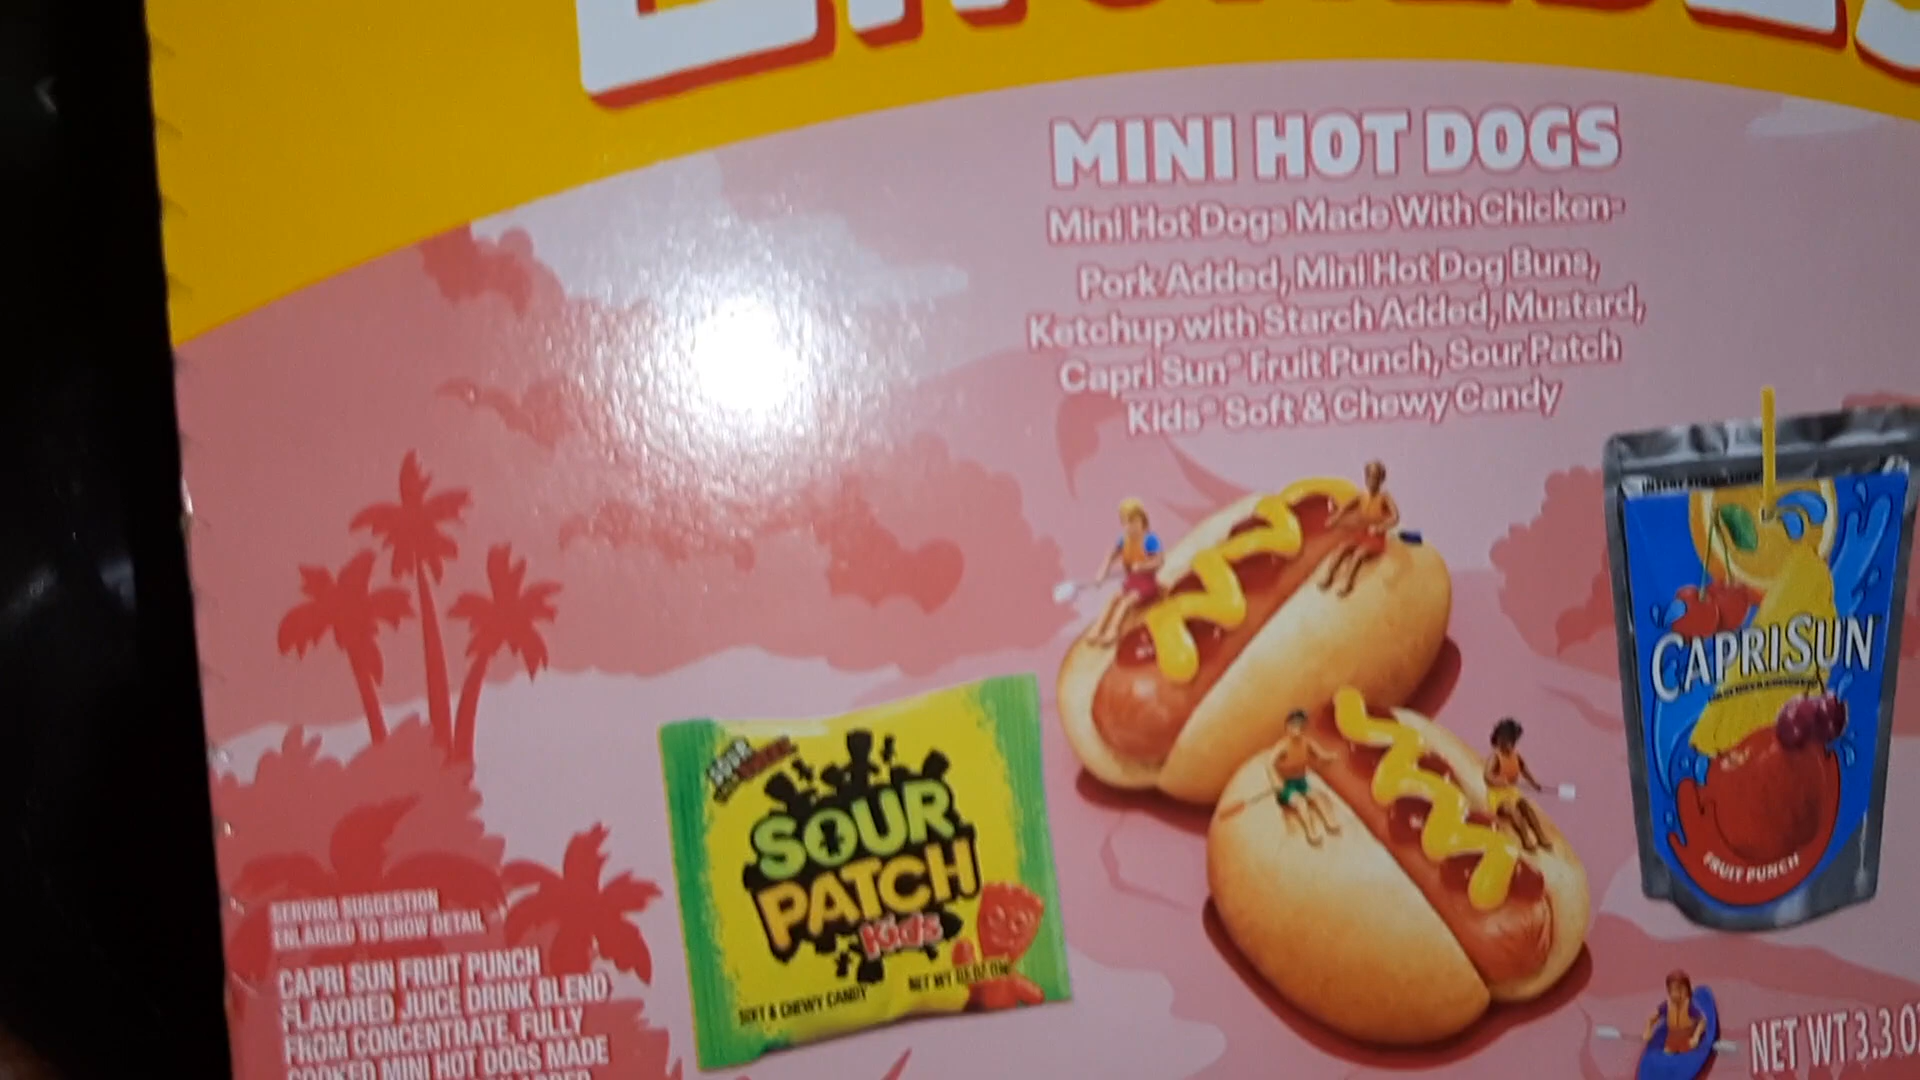 MINI HOT DOGS
Mini Hot Dogs Made With Chicken-
Pork Added, Mini Hot Dog Buns,
Ketchup with Starch Added, Mustard,
Capri Sun® Fruit Punch, Sour Patch
Kids® Soft & Chewy Candy
CAPRISUN
FRUIT PUNCH
SOUR
PATCH
Kids
SOFT & CHEWY CANDY
NET WT
SERVING SUGGESTION
ENLARGED TO SHOW DETAIL
CAPRI SUN FRUIT PUNCH
FLAVORED JUICE DRINK BLEND
FROM CONCENTRATE, FULLY
COOKED MINI HOT DOGS MADE
NET WT 3.3 OZ